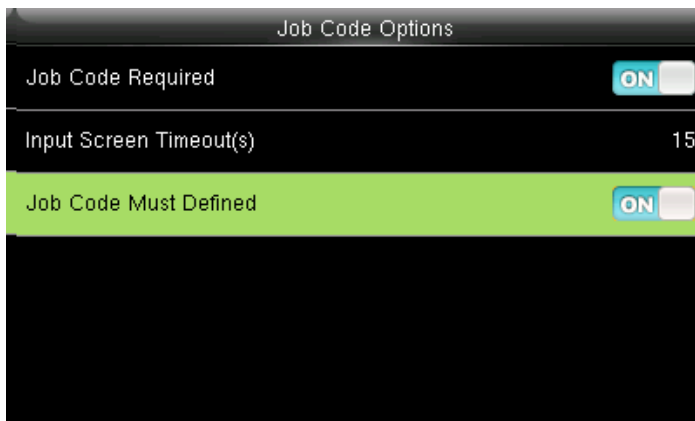 Job Code Options
Job Code Required ON
Input Screen Timeout(s) 15
Job Code Must Defined ON